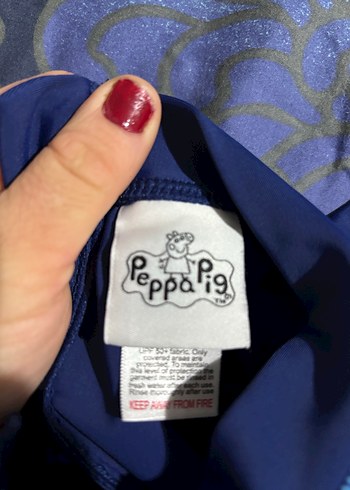 Peppa Pig
TM©
UPF 50+ fabric. Only
covered areas are
protected. To maintain
this level of protection the
garment must be rinsed in
fresh water after each use.
Rinse thoroughly after use
KEEP AWAY FROM FIRE